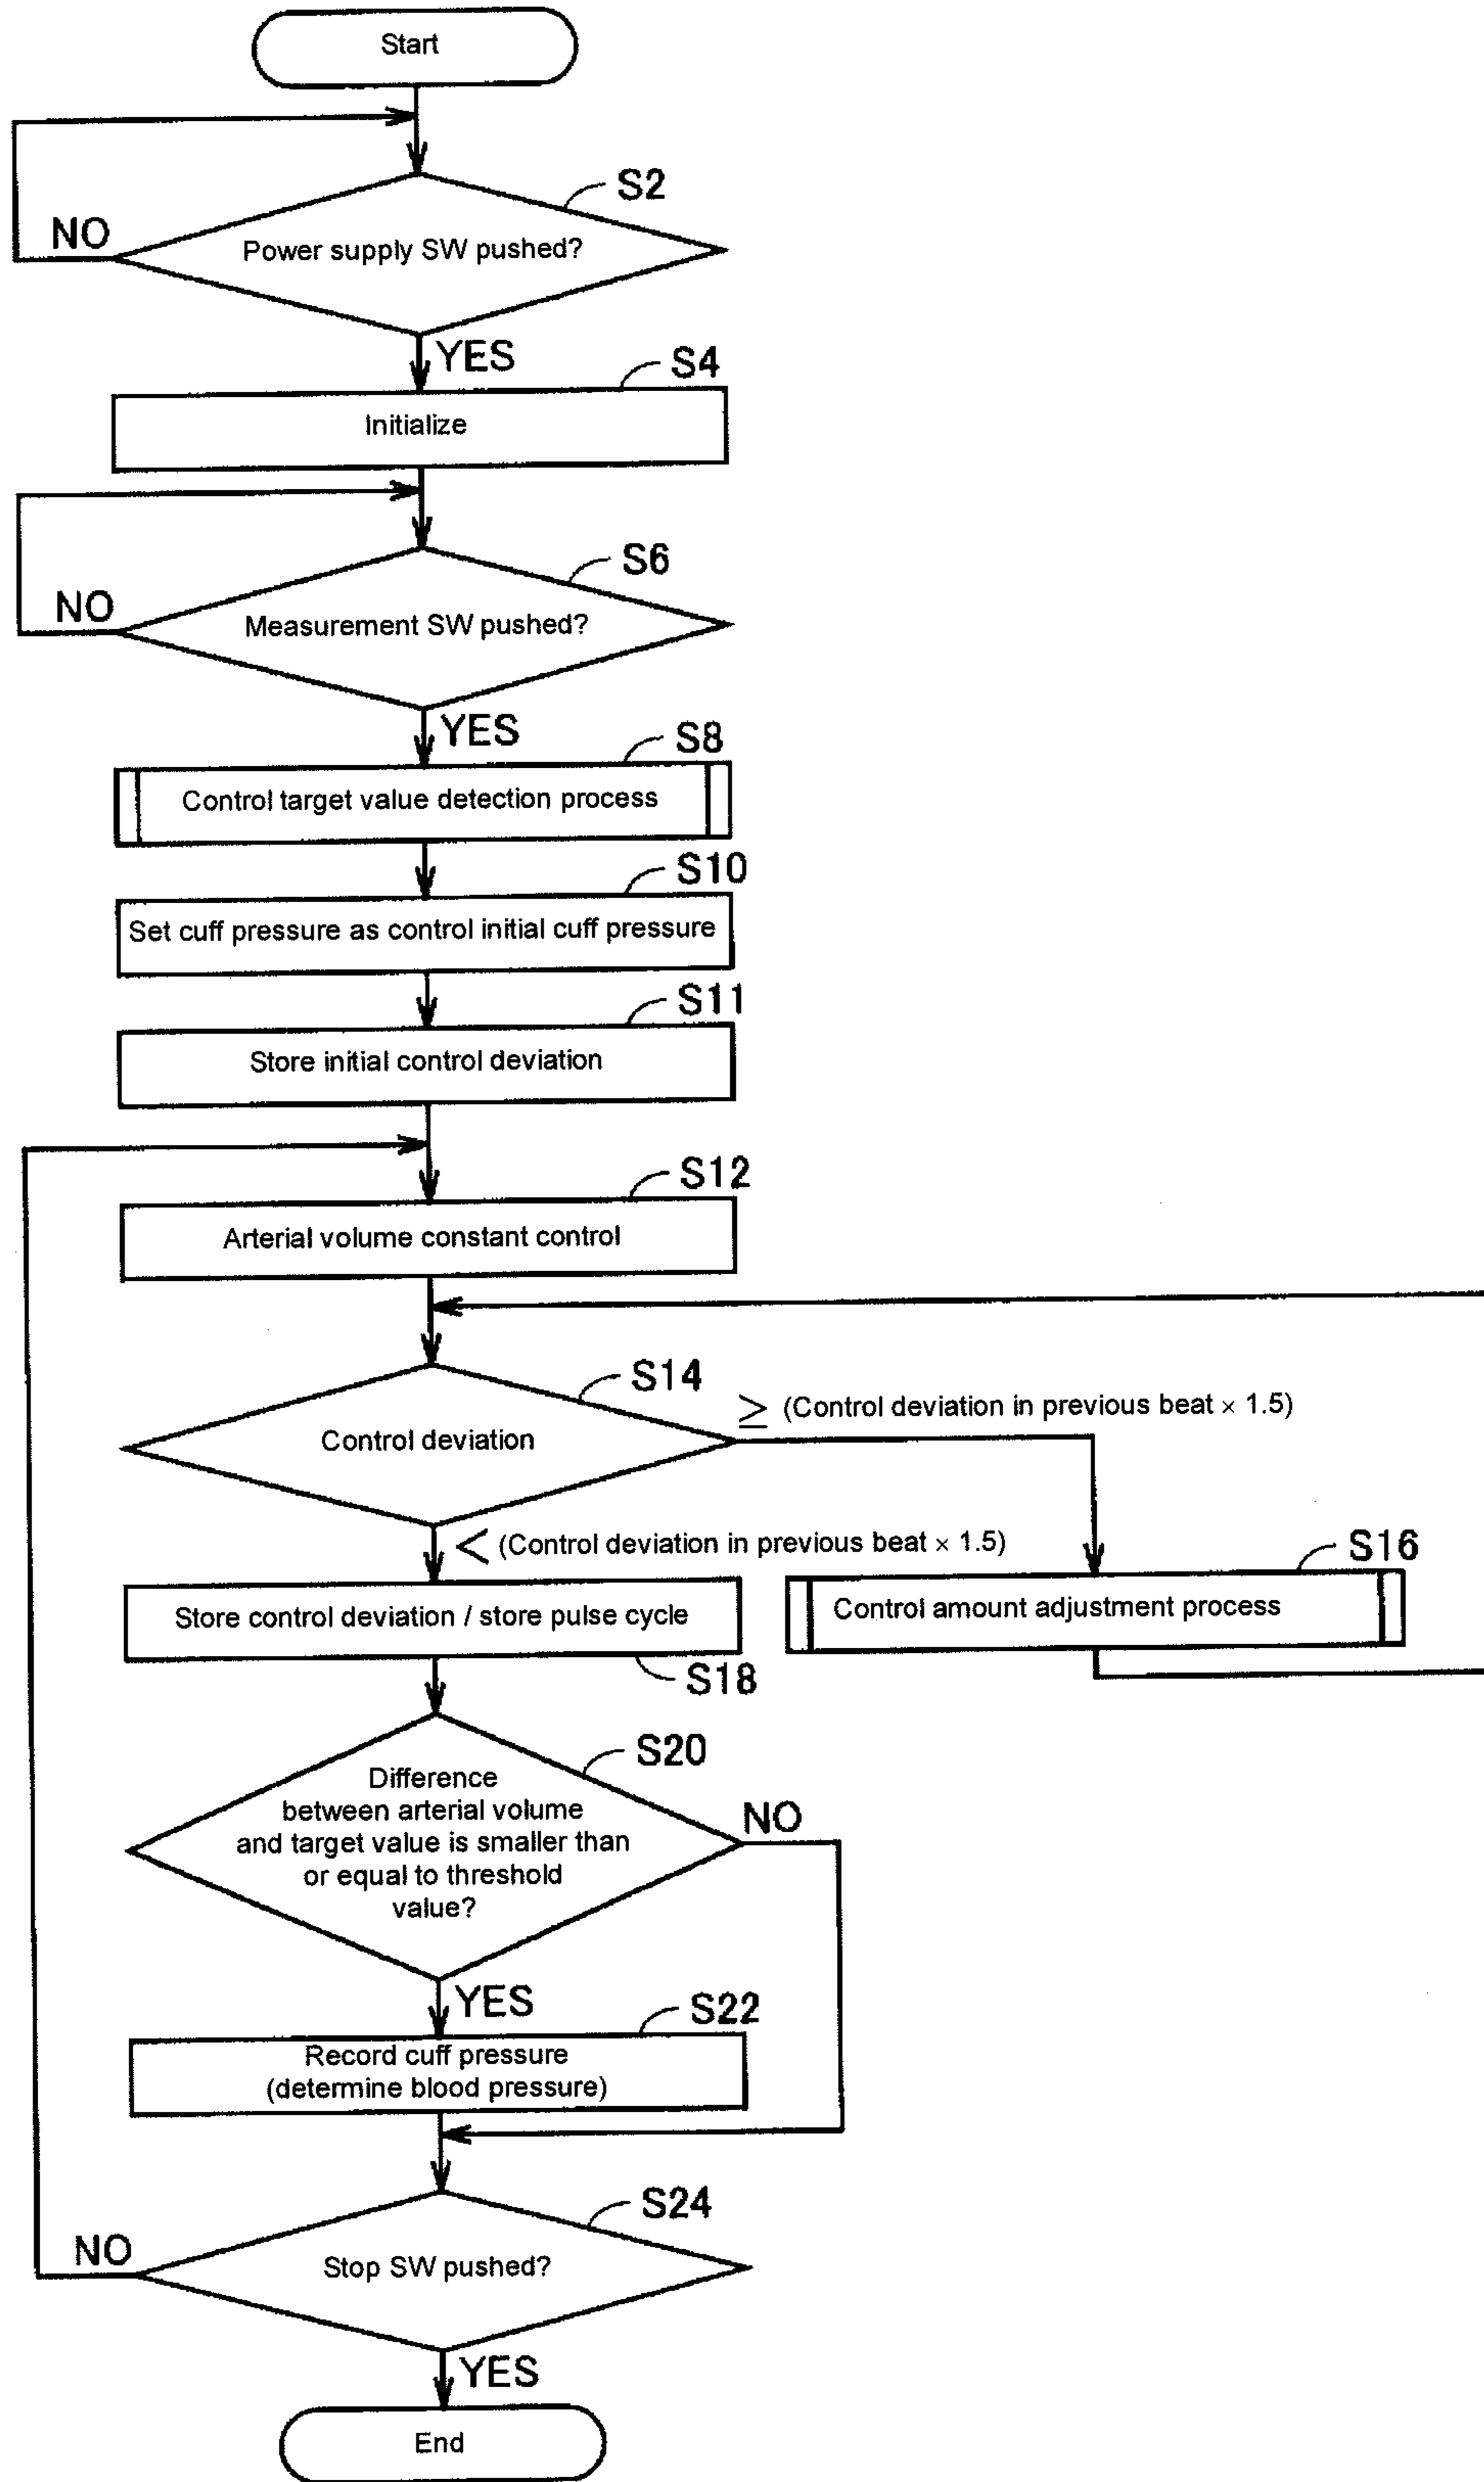 Start
S2
NO
Power supply SW pushed?
YES
S4
Initialize
S6
NO
Measurement SW pushed?
YES
S8
Control target value detection process
S10
Set cuff pressure as control initial cuff pressure
S11
Store initial control deviation
S12
Arterial volume constant control
S14
≥ (Control deviation in previous beat × 1.5)
Control deviation
< (Control deviation in previous beat × 1.5)
S16
Store control deviation / store pulse cycle
Control amount adjustment process
S18
S20
Difference
between arterial volume
and target value is smaller than
or equal to threshold
value?
NO
YES
S22
Record cuff pressure
(determine blood pressure)
S24
NO
Stop SW pushed?
YES
End